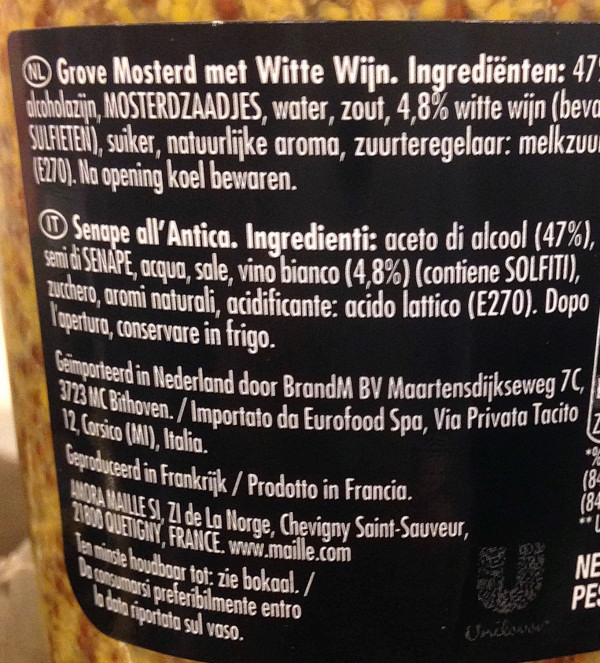 NL Grove Mosterd met Witte Wijn. Ingrediënten: 47
alcoholazijn, MOSTERDZAADJES, water, zout, 4,8% witte wijn (beva
SULFIETEN), suiker, natuurlijke aroma, zuurteregelaar: melkzuu
(E270). Na opening koel bewaren.
IT Senape all'Antica. Ingredienti: aceto di alcool (47%),
semi di SENAPE, acqua, sale, vino bianco (4,8%) (contiene SOLFITI),
zucchero, aromi naturali, acidificante: acido lattico (E270). Dopo
l'apertura, conservare in frigo.
Geïmporteerd in Nederland door BrandM BV Maartensdijkseweg 7C,
3723 MC Bithoven. / Importato da Eurofood Spa, Via Privata Tacito
12, Corsico (MI), Italia.
Geproduceerd in Frankrijk / Prodotto in Francia.
AMORA MAILLE SI, ZI de La Norge, Chevigny Saint-Sauveur,
21800 QUETIGNY, FRANCE. www.maille.com
Ten minste houdbaar tot: zie bokaal. /
Da consumarsi preferibilmente entro
la data riportata sul vaso.
Unilever
NE
PES
*%
(84
(84